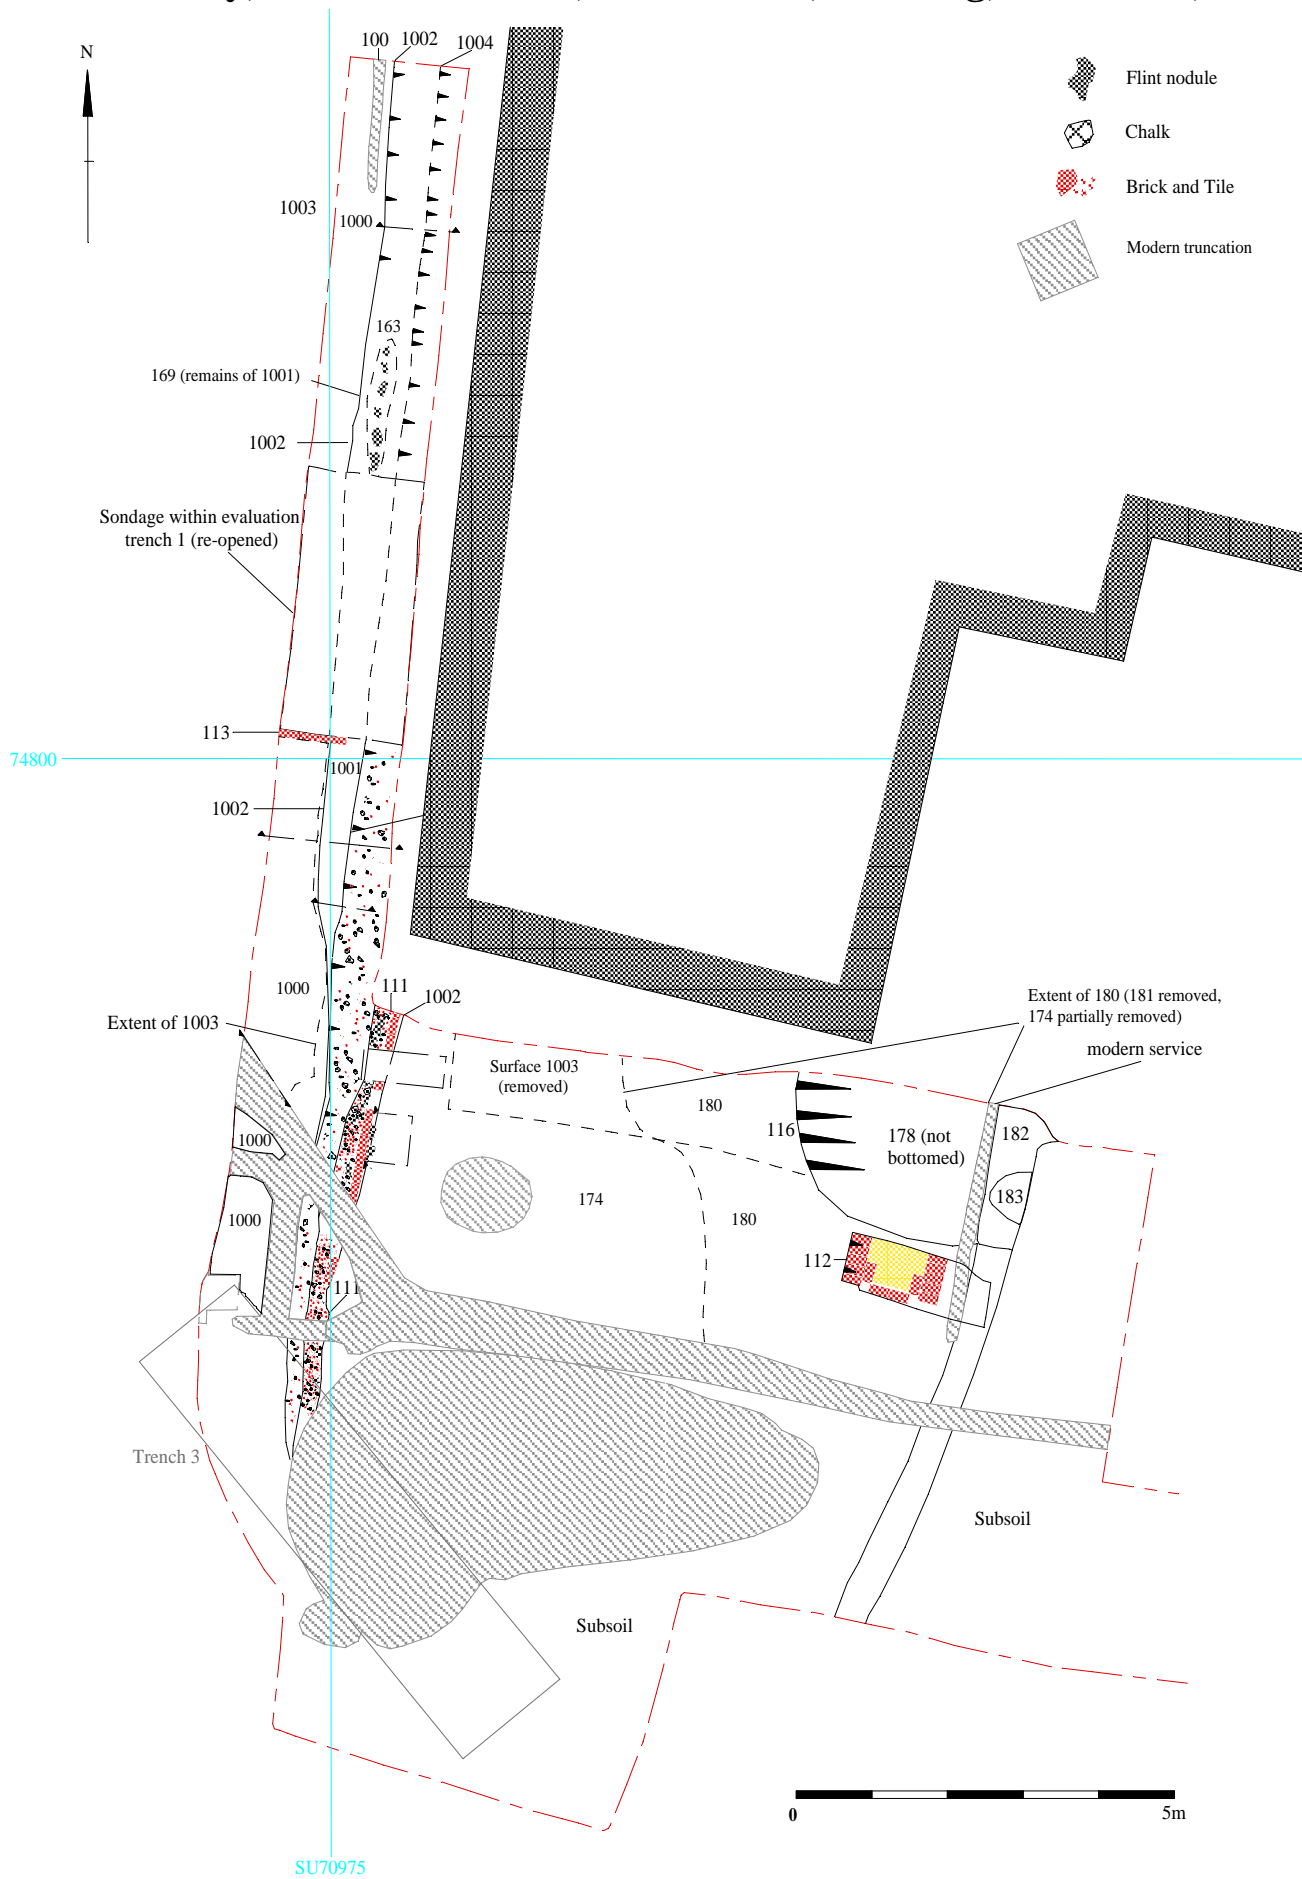 N
100
1002
1004
Flint nodule
Chalk
Brick and Tile
Modern truncation
1003
1000
163
169 (remains of 1001)
1002
Sondage within evaluation
trench 1 (re-opened)
113
74800
1001
1002
1000
111
1002
Extent of 1003
Surface 1003
(removed)
Extent of 180 (181 removed,
174 partially removed)
modern service
180
116
178 (not
bottomed)
182
183
1000
174
1000
180
112
111
Trench 3
Subsoil
Subsoil
0
5m
SU70975